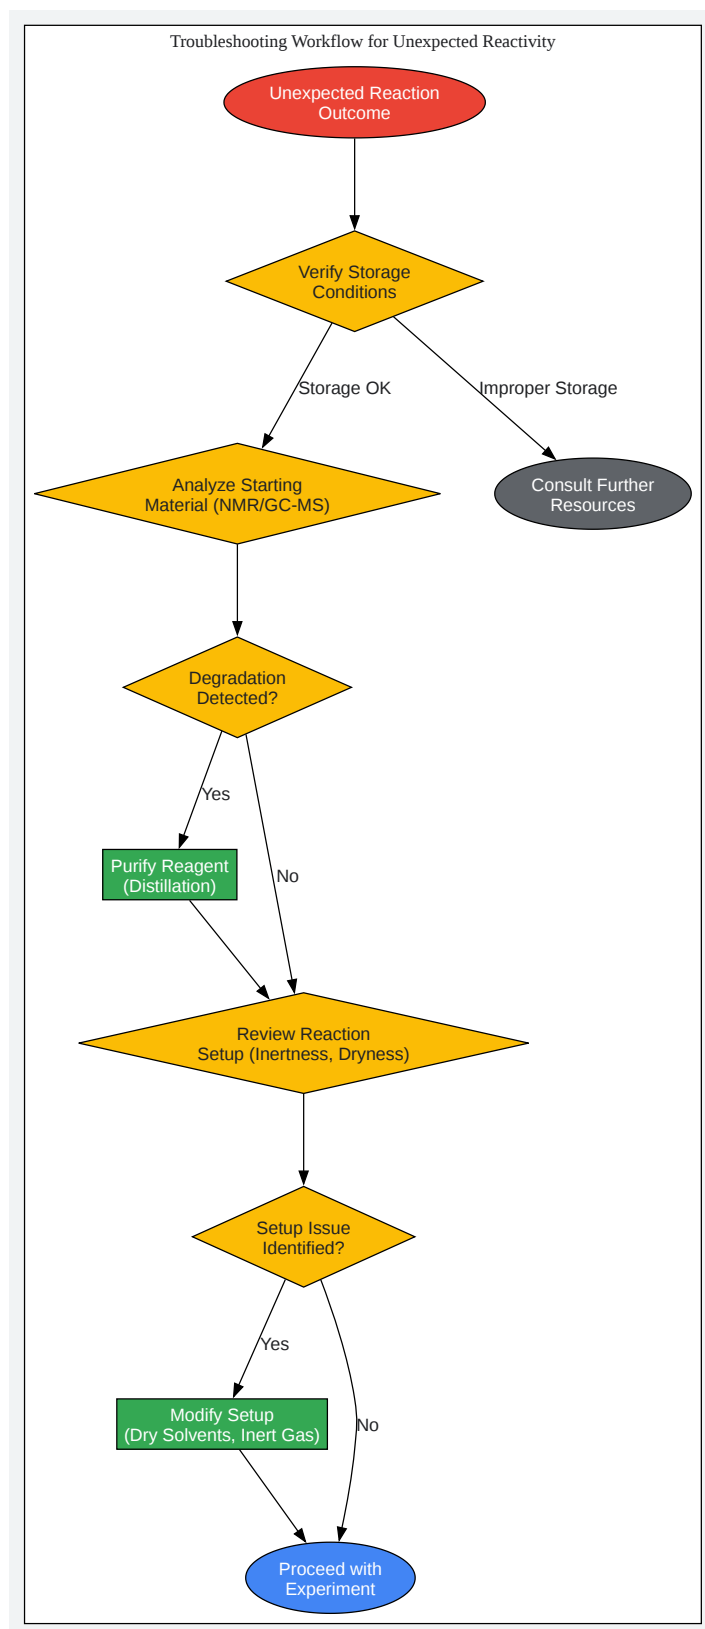 Troubleshooting Workflow for Unexpected Reactivity
Unexpected Reaction
Outcome
Verify Storage
Conditions
Storage OK
Improper Storage
Analyze Starting
Material (NMR/GC-MS)
Consult Further
Resources
Degradation
Detected?
Yes
Purify Reagent
(Distillation)
No
Review Reaction
Setup (Inertness, Dryness)
Setup Issue
Identified?
Yes
Modify Setup
(Dry Solvents, Inert Gas)
No
Proceed with
Experiment